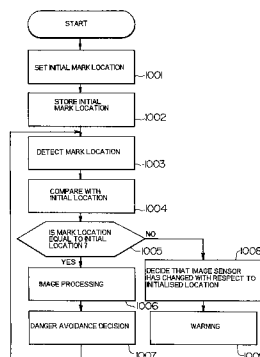 START
SET INITIAL MARK LOCATION
1001
STORE INITIAL
MARK LOCATION
1002
DETECT MARK LOCATION
1003
COMPARE WITH
INITIAL LOCATION
1004
IS MARK LOCATION
EQUAL TO INITIAL
LOCATION ?
1005
NO
YES
1008
DECIDE THAT IMAGE SENSOR
HAS CHANGED WITH RESPECT TO
INITIALISED LOCATION
IMAGE PROCESSING
1006
DANGER AVOIDANCE DECISION
1007
WARNING